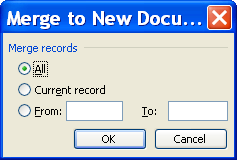 Merge to New Docu...
Merge records
All
Current record
From: To:
OK Cancel